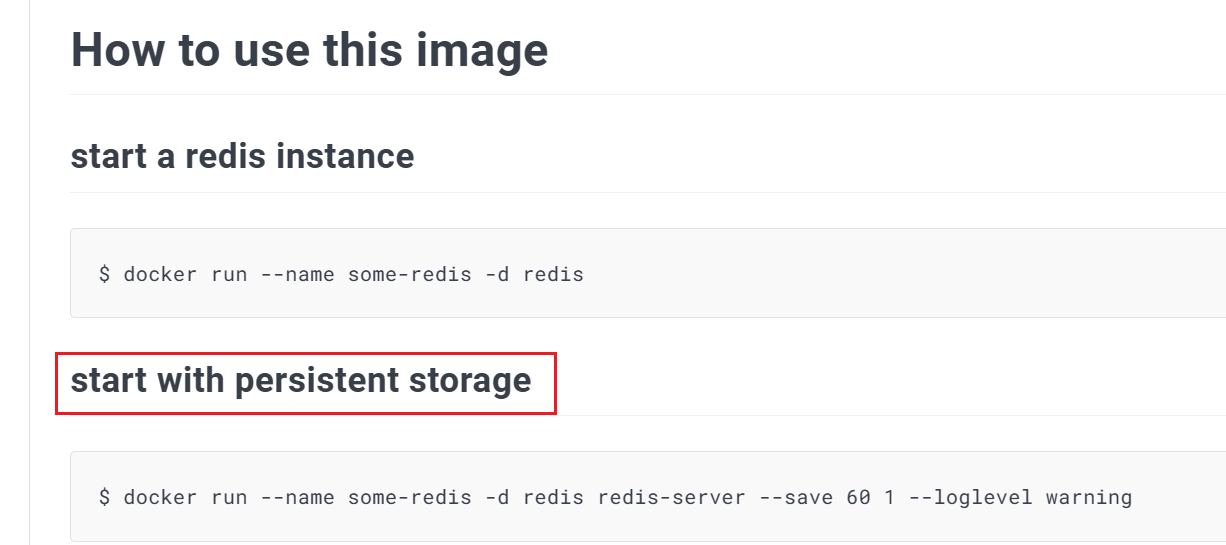 How to use this image
start a redis instance
$ docker run --name some-redis -d redis
start with persistent storage
$ docker run --name some-redis -d redis redis-server --save 60 1 --loglevel warning